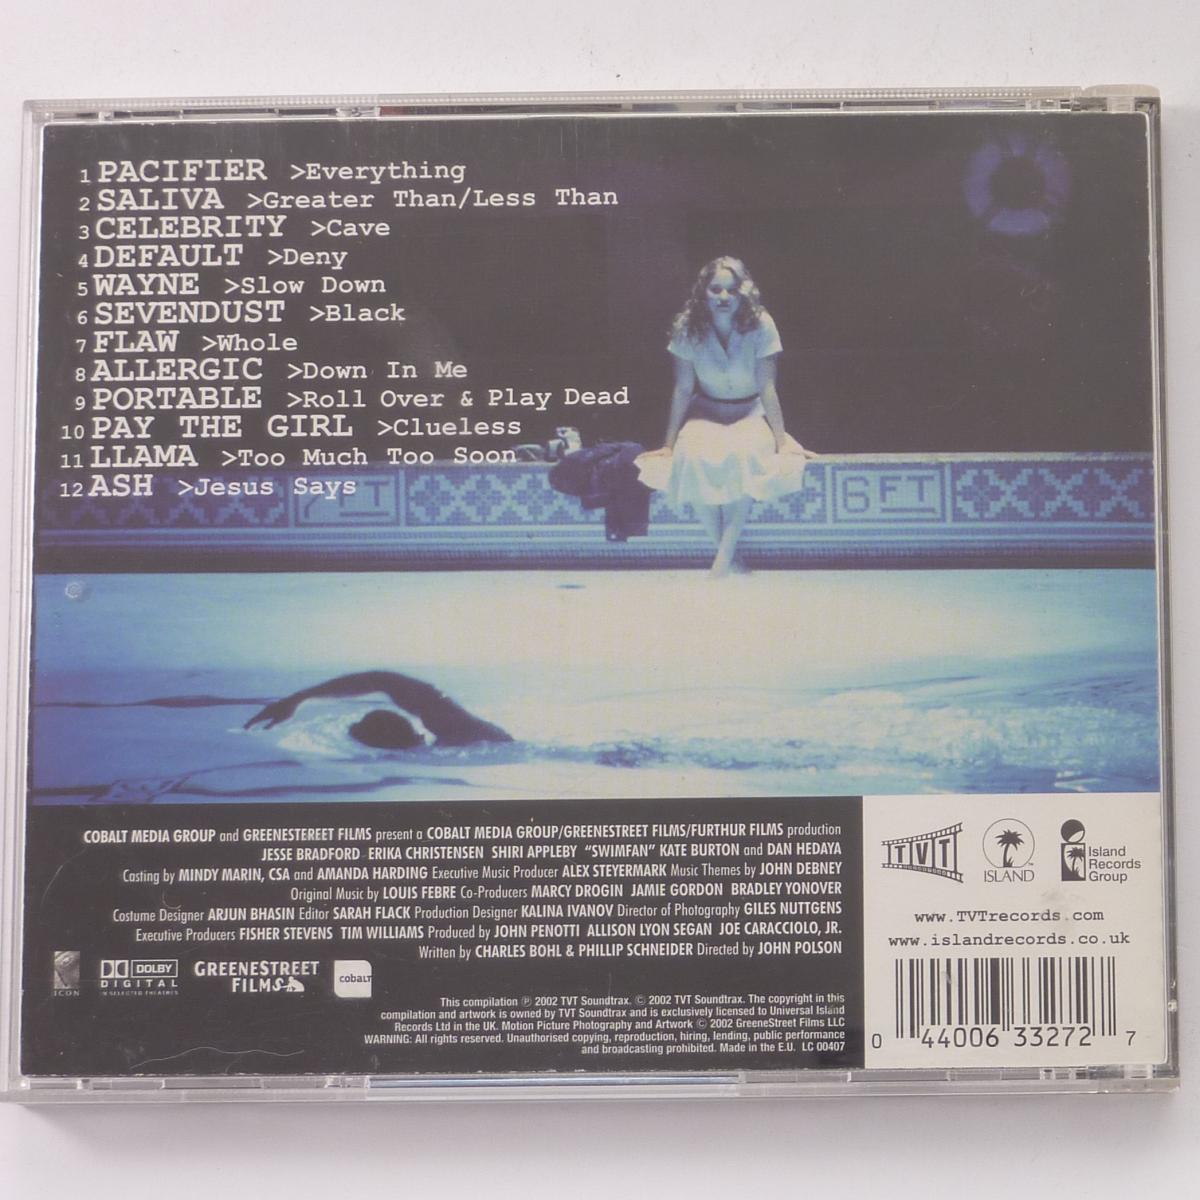 1 PACIFIER >Everything
2 SALIVA >Greater Than/Less Than
3 CELEBRITY >Cave
4 DEFAULT >Deny
5 WAYNE >Slow Down
6 SEVENDUST >Black
7 FLAW >Whole
8 ALLERGIC >Down In Me
9 PORTABLE >Roll Over & Play Dead
10 PAY THE GIRL >Clueless
11 LLAMA >Too Much Too Soon
12 ASH >Jesus Says
7 FT
6 FT
COBALT MEDIA GROUP and GREENESTEREET FILMS present a COBALT MEDIA GROUP/GREENESTREET FILMS/FURTHUR FILMS production
JESSE BRADFORD ERIKA CHRISTENSEN SHIRI APPLEBY "SWIMFAN" KATE BURTON and DAN HEDAYA
Casting by MINDY MARIN, CSA and AMANDA HARDING Executive Music Producer ALEX STEYERMARK Music Themes by JOHN DEBNEY
Original Music by LOUIS FEBRE Co-Producers MARCY DROGIN JAMIE GORDON BRADLEY YONOVER
Costume Designer ARJUN BHASIN Editor SARAH FLACK Production Designer KALINA IVANOV Director of Photography GILES NUTTGENS
Executive Producers FISHER STEVENS TIM WILLIAMS Produced by JOHN PENOTTI ALLISON LYON SEGAN JOE CARACCIOLO, JR.
Written by CHARLES BOHL & PHILLIP SCHNEIDER Directed by JOHN POLSON
ICON
DOLBY
DIGITAL
IN SELECTED THEATRES
GREENESTREET
FILMS
cobalt
This compilation ℗ 2002 TVT Soundtrax. © 2002 TVT Soundtrax. The copyright in this
compilation and artwork is owned by TVT Soundtrax and is exclusively licensed to Universal Island
Records Ltd in the UK. Motion Picture Photography and Artwork © 2002 GreeneStreet Films LLC
WARNING: All rights reserved. Unauthorised copying, reproduction, hiring, lending, public performance
and broadcasting prohibited. Made in the E.U. LC 00407
TVT
ISLAND™
Island
Records
Group
www.TVTrecords.com
www.islandrecords.co.uk
0 44006 33272 7